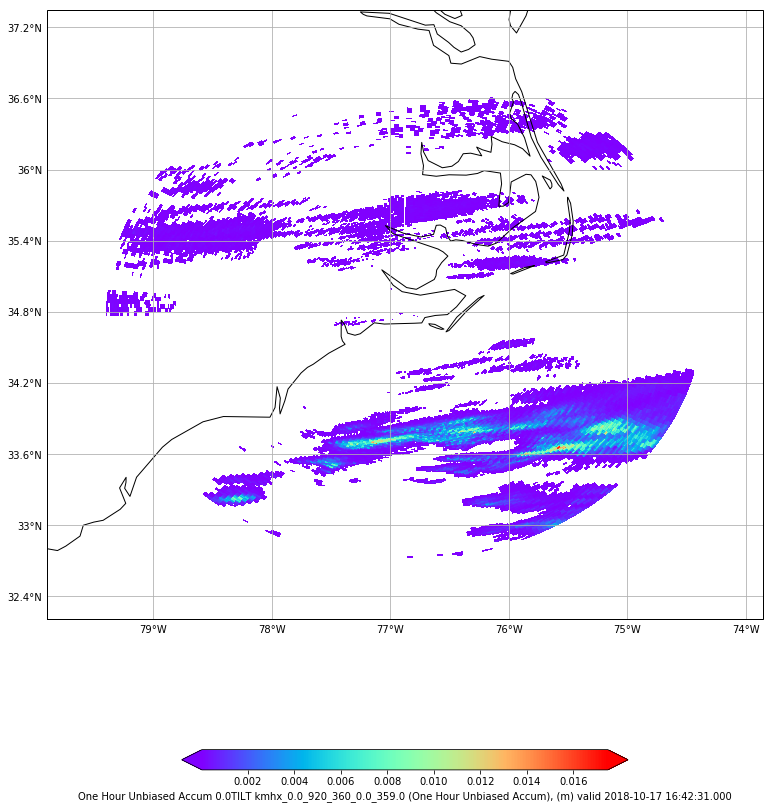 37.2°N
36.6°N
36°N
35.4°N
34.8°N
34.2°N
33.6°N
33°N
32.4°N
79°W 78°W 77°W 76°W 75°W 74°W
0.002 0.004 0.006 0.008 0.010 0.012 0.014 0.016
One Hour Unbiased Accum 0.0TILT kmhx_0.0_920_360_0.0_359.0 (One Hour Unbiased Accum), (m) valid 2018-10-17 16:42:31.000